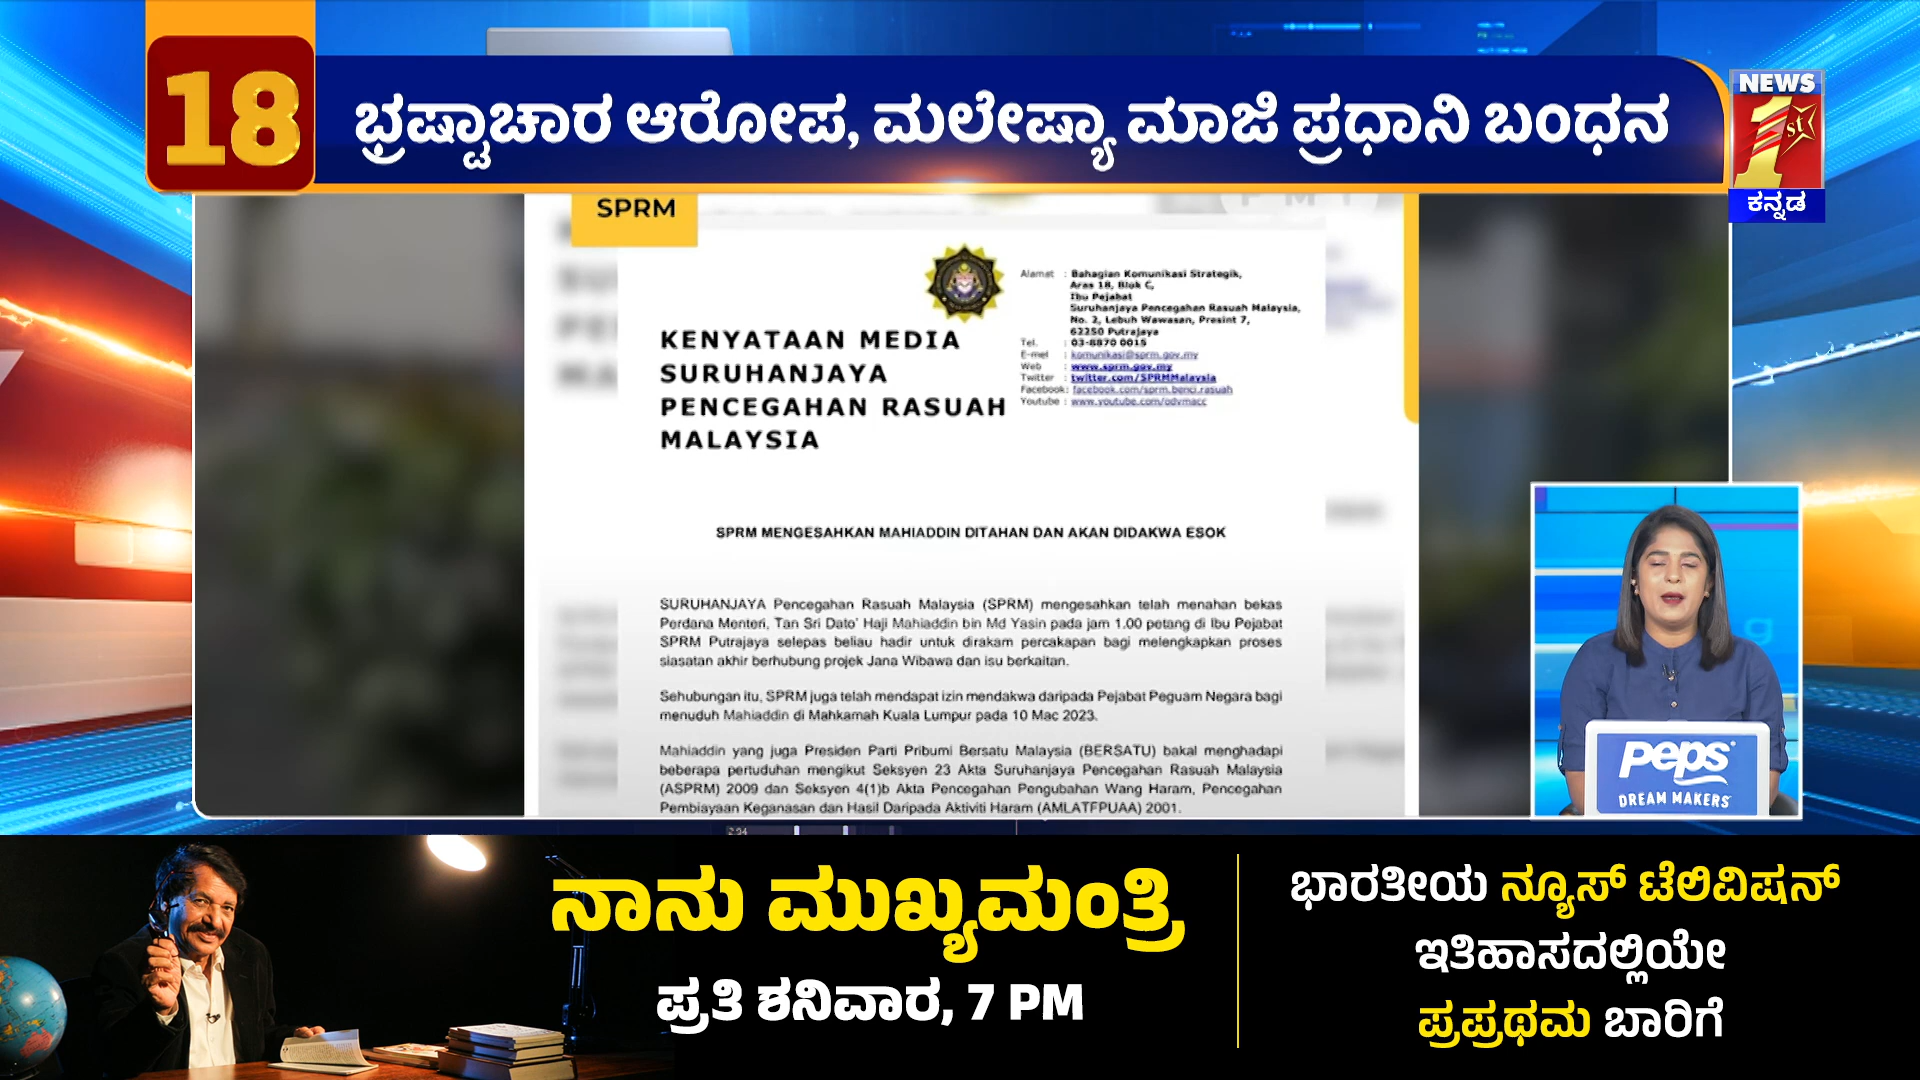 18
ಭ್ರಷ್ಟಾಚಾರ ಆರೋಪ, ಮಲೇಷ್ಯಾ ಮಾಜಿ ಪ್ರಧಾನಿ ಬಂಧನ
NEWS
1st
ಕನ್ನಡ
SPRM
KENYATAAN MEDIA
SURUHANJAYA
PENCEGAHAN RASUAH
MALAYSIA
Alamat : Bahagian Komunikasi Strategik,
Aras 18, Blok C,
Ibu Pejabat
Suruhanjaya Pencegahan Rasuah Malaysia,
No. 2, Lebuh Wawasan, Presint 7,
62250 Putrajaya
Tel. : 03-8870 0015
E-mel : komunikasi@sprm.gov.my
Web : www.sprm.gov.my
Twitter : twitter.com/SPRMMalaysia
Facebook: facebook.com/sprm.benci.rasuah
Youtube : www.youtube.com/odvmacc
SPRM MENGESAHKAN MAHIADDIN DITAHAN DAN AKAN DIDAKWA ESOK
SURUHANJAYA Pencegahan Rasuah Malaysia (SPRM) mengesahkan telah menahan bekas
Perdana Menteri, Tan Sri Dato' Haji Mahiaddin bin Md Yasin pada jam 1.00 petang di Ibu Pejabat
SPRM Putrajaya selepas beliau hadir untuk dirakam percakapan bagi melengkapkan proses
siasatan akhir berhubung projek Jana Wibawa dan isu berkaitan.
Sehubungan itu, SPRM juga telah mendapat izin mendakwa daripada Pejabat Peguam Negara bagi
menuduh Mahiaddin di Mahkamah Kuala Lumpur pada 10 Mac 2023.
Mahiaddin yang juga Presiden Parti Pribumi Bersatu Malaysia (BERSATU) bakal menghadapi
beberapa pertuduhan mengikut Seksyen 23 Akta Suruhanjaya Pencegahan Rasuah Malaysia
(ASPRM) 2009 dan Seksyen 4(1)b Akta Pencegahan Pengubahan Wang Haram, Pencegahan
Pembiayaan Keganasan dan Hasil Daripada Aktiviti Haram (AMLATFPUAA) 2001.
peps
DREAM MAKERS
ನಾನು ಮುಖ್ಯಮಂತ್ರಿ
ಪ್ರತಿ ಶನಿವಾರ, 7 PM
ಭಾರತೀಯ ನ್ಯೂಸ್ ಟೆಲಿವಿಷನ್
ಇತಿಹಾಸದಲ್ಲಿಯೇ
ಪ್ರಪ್ರಥಮ ಬಾರಿಗೆ